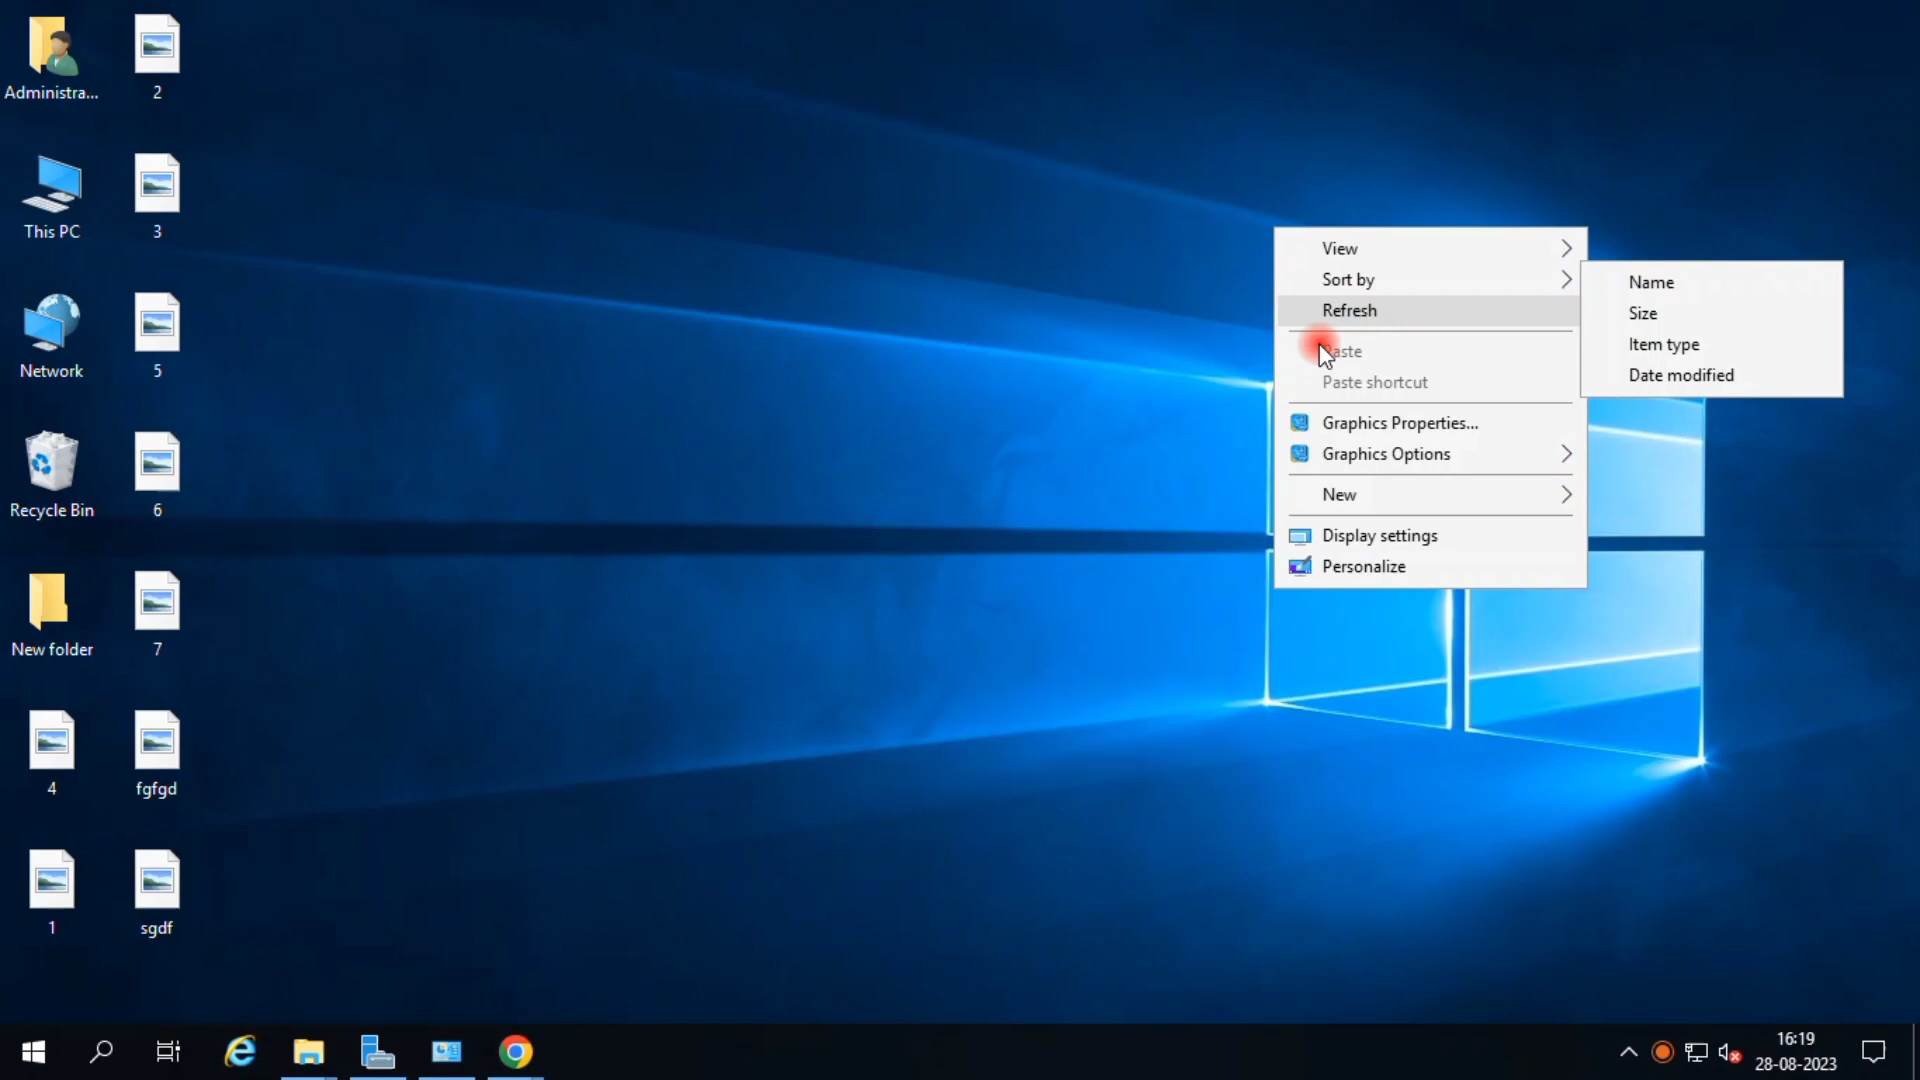 Administra...
2
This PC
3
Network
5
Recycle Bin
6
New folder
7
4
fgfgd
1
sgdf
View
Sort by
Refresh
Paste
Paste shortcut
Graphics Properties...
Graphics Options
New
Display settings
Personalize
Name
Size
Item type
Date modified
16:19
28-08-2023